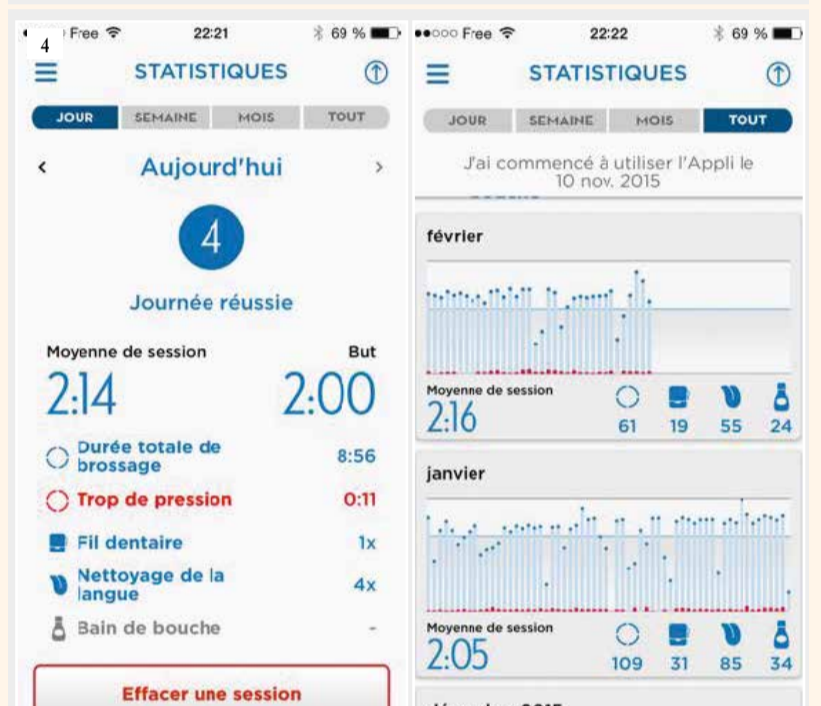 4
Free 22:21 69 %
STATISTIQUES
JOUR SEMAINE MOIS TOUT
< Aujourd'hui >
4
Journée réussie
Moyenne de session But
2:14 2:00
Durée totale de
brossage 8:56
Trop de pression 0:11
Fil dentaire 1x
Nettoyage de la
langue 4x
Bain de bouche -
Effacer une session
Free 22:22 69 %
STATISTIQUES
JOUR SEMAINE MOIS TOUT
J'ai commencé à utiliser l'Appli le
10 nov. 2015
février
Moyenne de session
2:16 61 19 55 24
janvier
Moyenne de session
2:05 109 31 85 34
2015